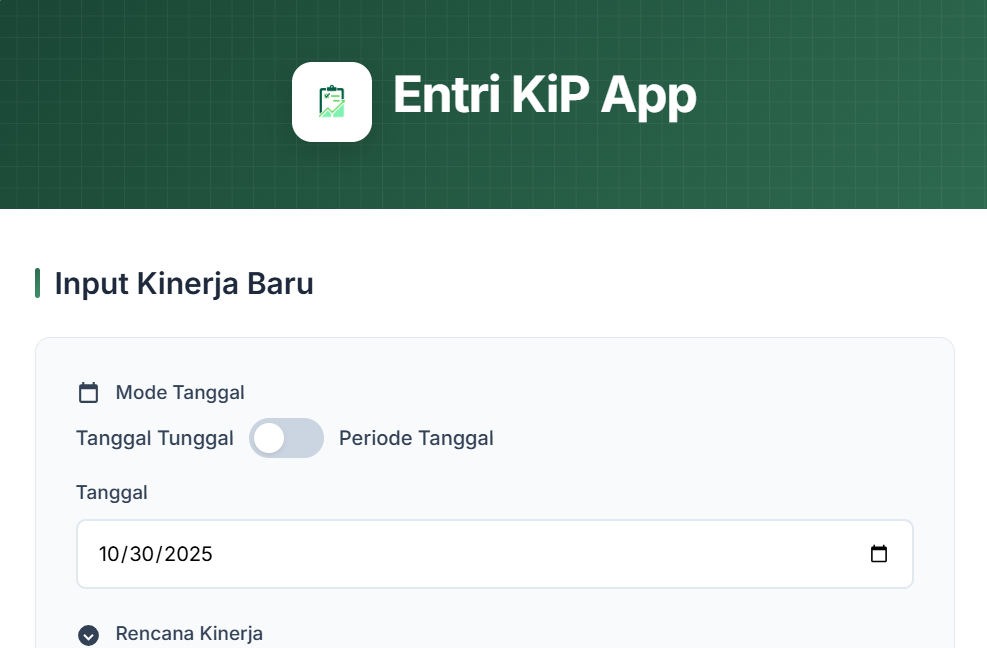 Entri KiP App
Input Kinerja Baru
Mode Tanggal
Tanggal Tunggal Periode Tanggal
Tanggal
10/30/2025
Rencana Kinerja